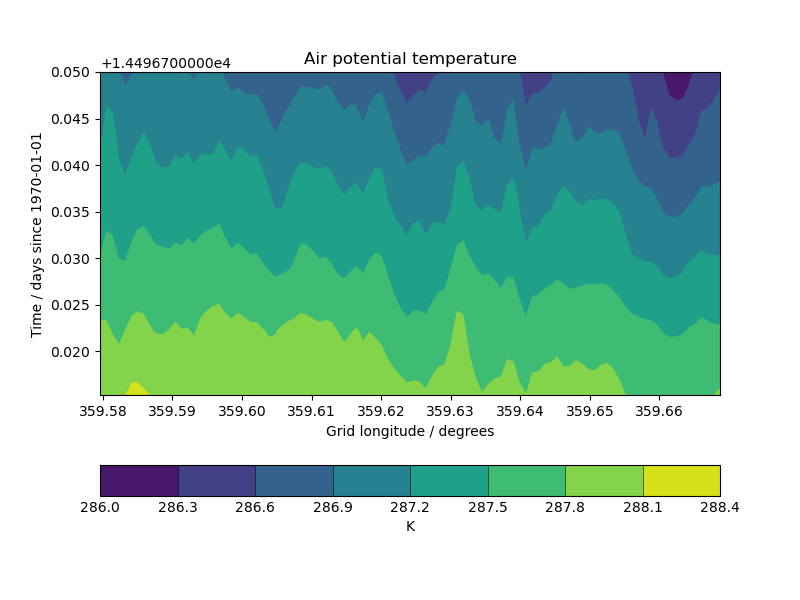 Air potential temperature
+1.4496700000e4
0.050
0.045
0.040
0.035
0.030
0.025
0.020
Time / days since 1970-01-01
359.58 359.59 359.60 359.61 359.62 359.63 359.64 359.65 359.66
Grid longitude / degrees
286.0 286.3 286.6 286.9 287.2 287.5 287.8 288.1 288.4
K